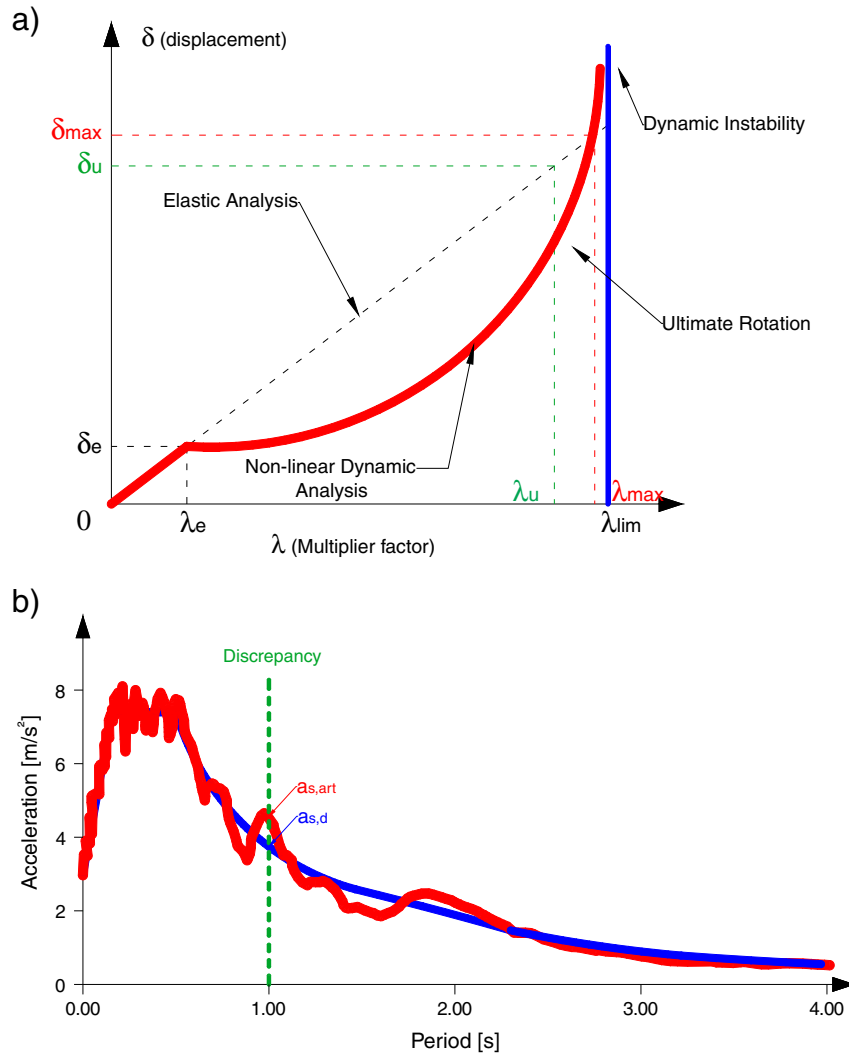 a)
δ (displacement)
Dynamic Instability
δmax
δu
Elastic Analysis
Ultimate Rotation
δe
Non-linear Dynamic
Analysis
λu
λmax
0
λe
λlim
λ (Multiplier factor)
b)
Discrepancy
8
as,art
6
as,d
Acceleration [m/s²]
4
2
0
0.00
1.00
2.00
3.00
4.00
Period [s]